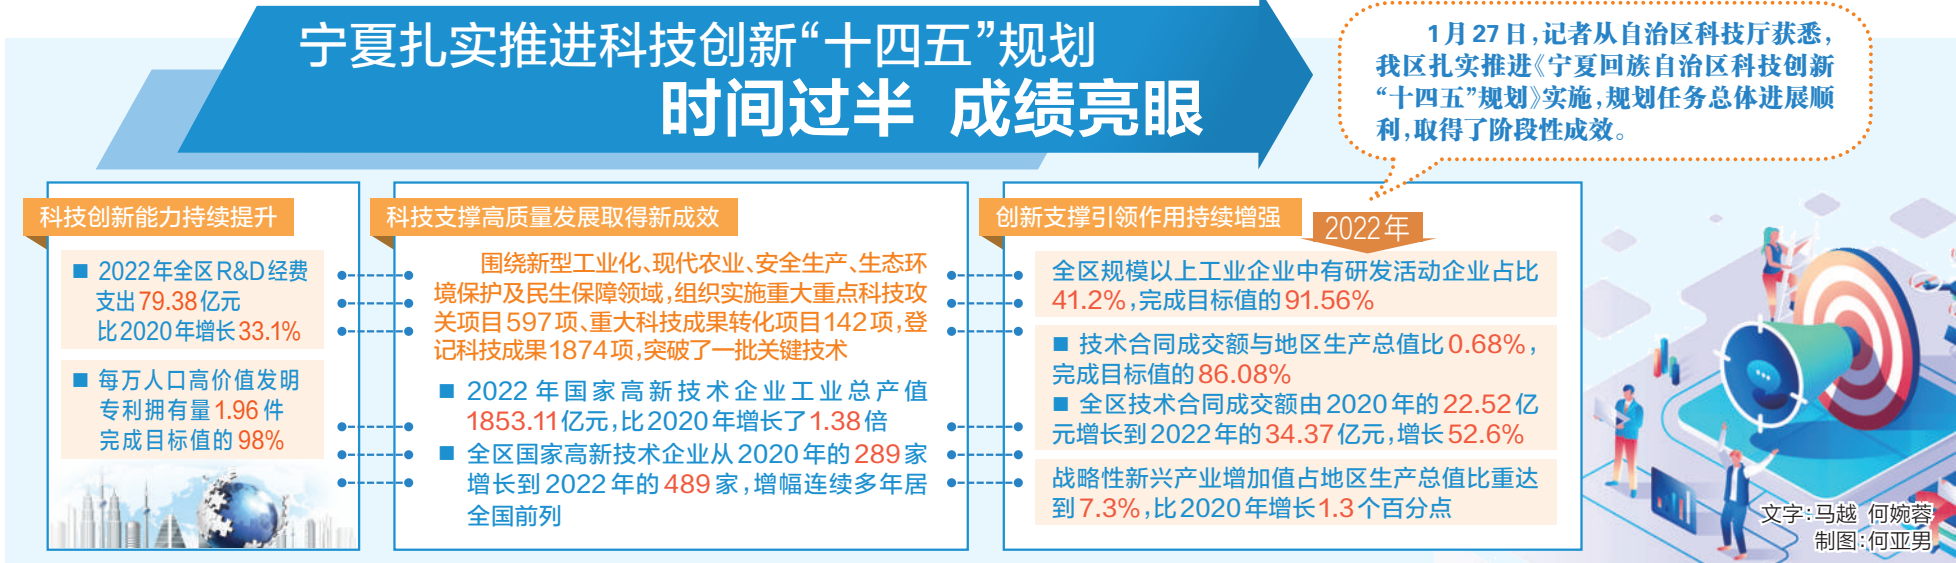 宁夏扎实推进科技创新“十四五”规划
时间过半 成绩亮眼
1月27日，记者从自治区科技厅获悉，
我区扎实推进《宁夏回族自治区科技创新
“十四五”规划》实施，规划任务总体进展顺
利，取得了阶段性成效。
科技创新能力持续提升
■ 2022年全区R&D经费
支出79.38亿元
比2020年增长33.1%
■ 每万人口高价值发明
专利拥有量1.96件
完成目标值的98%
科技支撑高质量发展取得新成效
围绕新型工业化、现代农业、安全生产、生态环
境保护及民生保障领域，组织实施重大重点科技攻
关项目597项、重大科技成果转化项目142项，登
记科技成果1874项，突破了一批关键技术
■ 2022年国家高新技术企业工业总产值
1853.11亿元，比2020年增长了1.38倍
■ 全区国家高新技术企业从2020年的289家
增长到2022年的489家，增幅连续多年居
全国前列
创新支撑引领作用持续增强
2022年
全区规模以上工业企业中有研发活动企业占比
41.2%，完成目标值的91.56%
■ 技术合同成交额与地区生产总值比0.68%，
完成目标值的86.08%
■ 全区技术合同成交额由2020年的22.52亿
元增长到2022年的34.37亿元，增长52.6%
战略性新兴产业增加值占地区生产总值比重达
到7.3%，比2020年增长1.3个百分点
文字：马越 何婉蓉
制图：何亚男